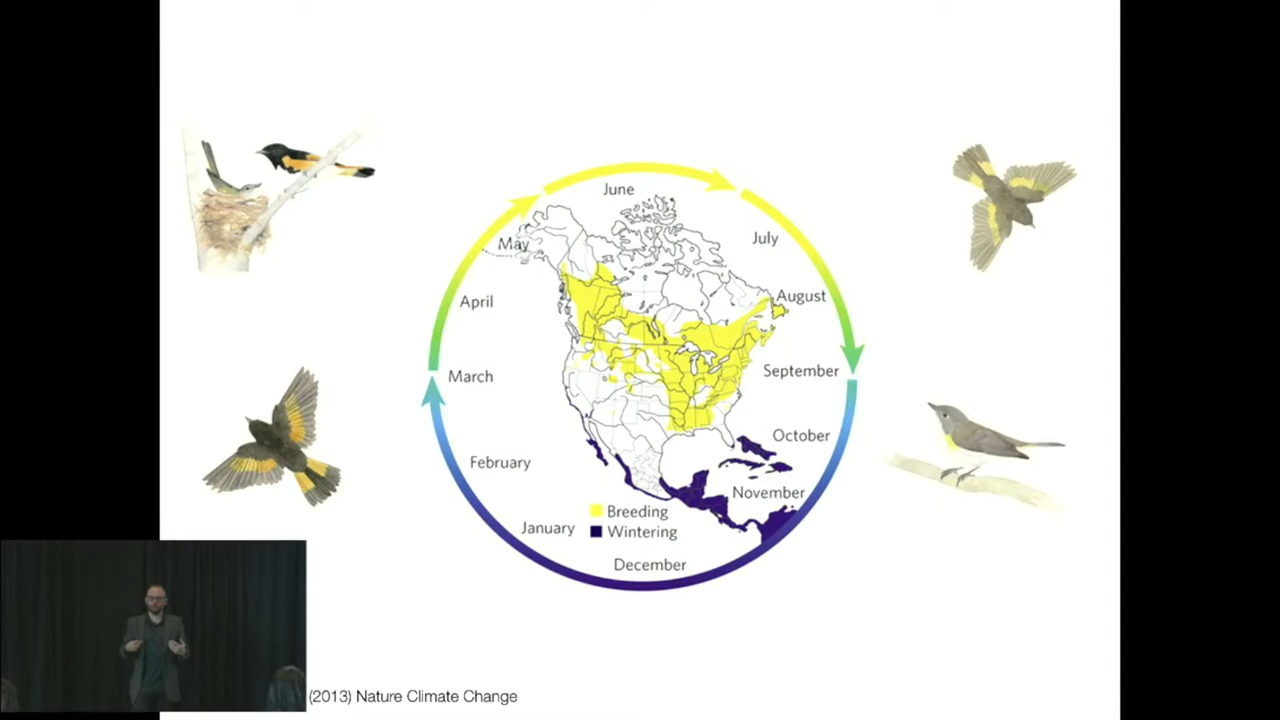 June
July
August
September
October
November
December
January
February
March
April
May
Breeding
Wintering
(2013) Nature Climate Change